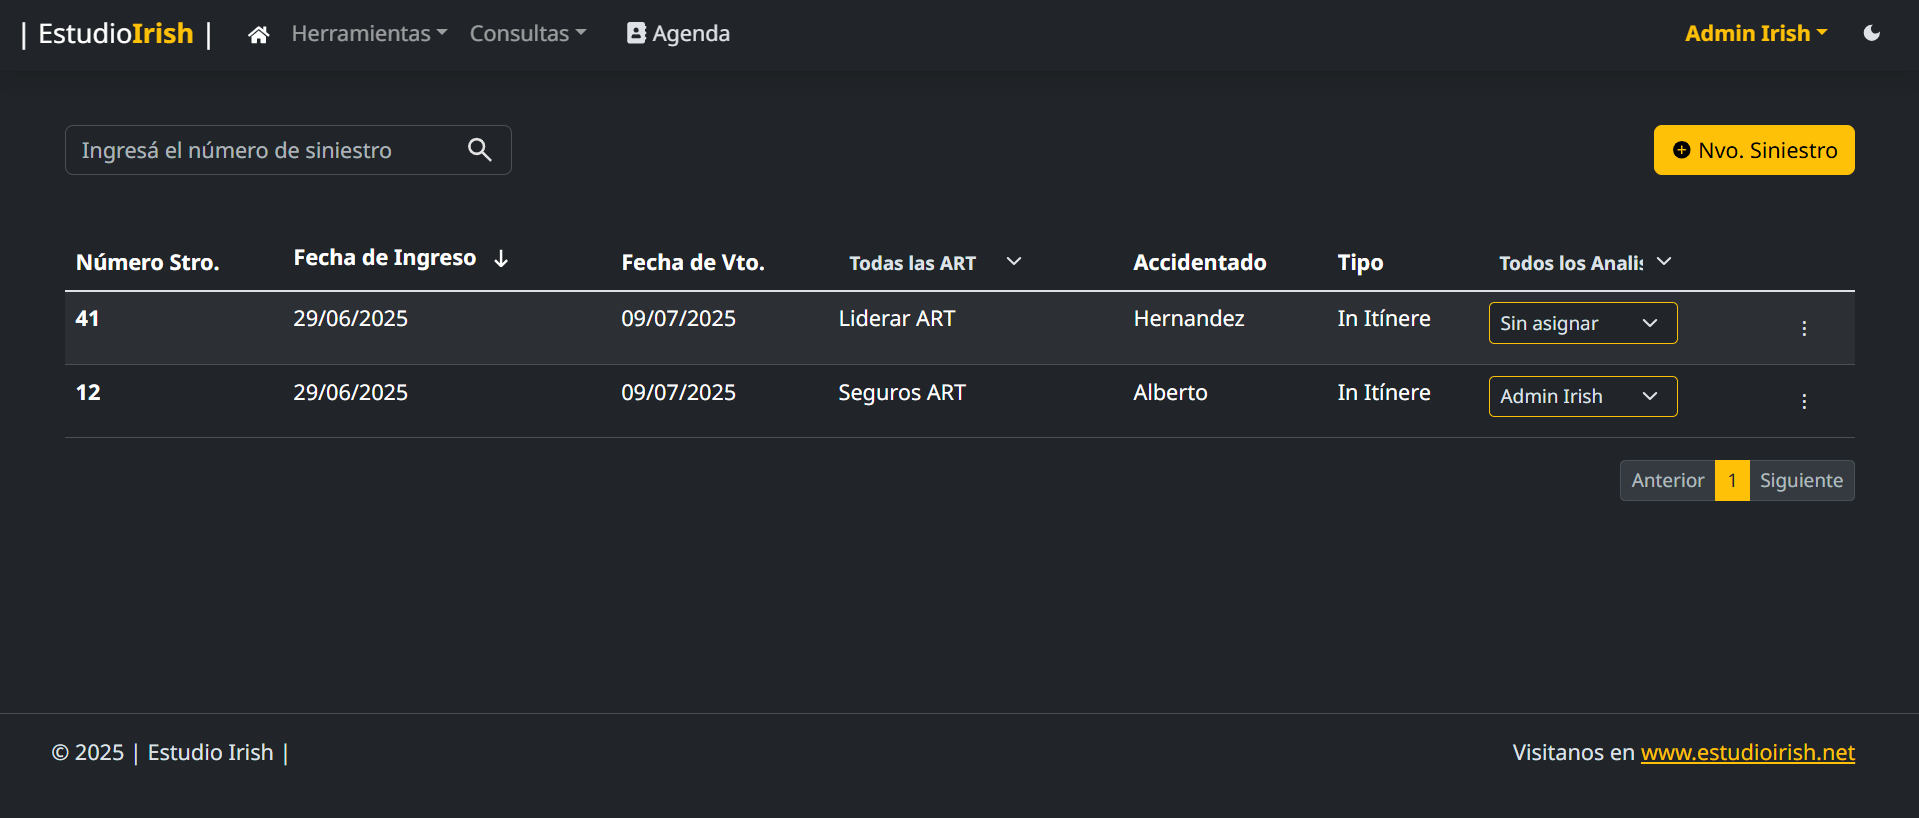 | EstudioIrish | Herramientas Consultas Agenda Admin Irish
Ingresá el número de siniestro Nvo. Siniestro
Número Stro. Fecha de Ingreso ↓ Fecha de Vto. Todas las ART Accidentado Tipo Todos los Analis
41 29/06/2025 09/07/2025 Liderar ART Hernandez In Itínere Sin asignar
12 29/06/2025 09/07/2025 Seguros ART Alberto In Itínere Admin Irish
Anterior 1 Siguiente
© 2025 | Estudio Irish | Visitanos en www.estudioirish.net